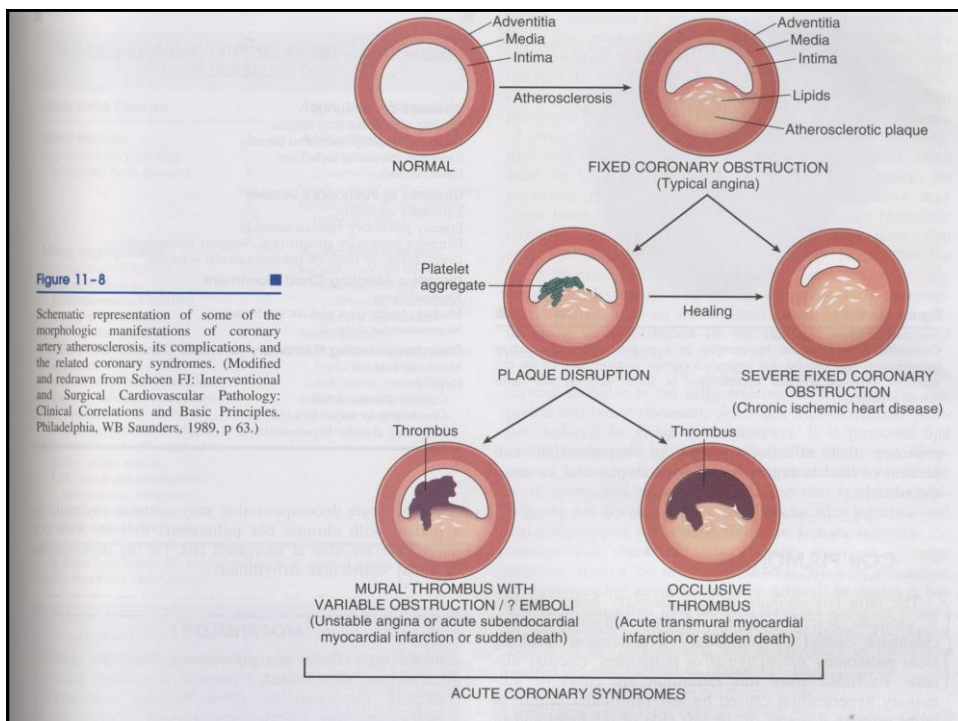 Adventitia
Media
Intima
Adventitia
Media
Intima
Atherosclerosis
Lipids
Atherosclerotic plaque
NORMAL
FIXED CORONARY OBSTRUCTION
(Typical angina)
Platelet
aggregate
Healing
PLAQUE DISRUPTION
SEVERE FIXED CORONARY
OBSTRUCTION
(Chronic ischemic heart disease)
Figure 11–8
Schematic representation of some of the
morphologic manifestations of coronary
artery atherosclerosis, its complications, and
the related coronary syndromes. (Modified
and redrawn from Schoen FJ: Interventional
and Surgical Cardiovascular Pathology:
Clinical Correlations and Basic Principles.
Philadelphia, WB Saunders, 1989, p 63.)
Thrombus
Thrombus
MURAL THROMBUS WITH
VARIABLE OBSTRUCTION / ? EMBOLI
(Unstable angina or acute subendocardial
myocardial infarction or sudden death)
OCCLUSIVE
THROMBUS
(Acute transmural myocardial
infarction or sudden death)
ACUTE CORONARY SYNDROMES